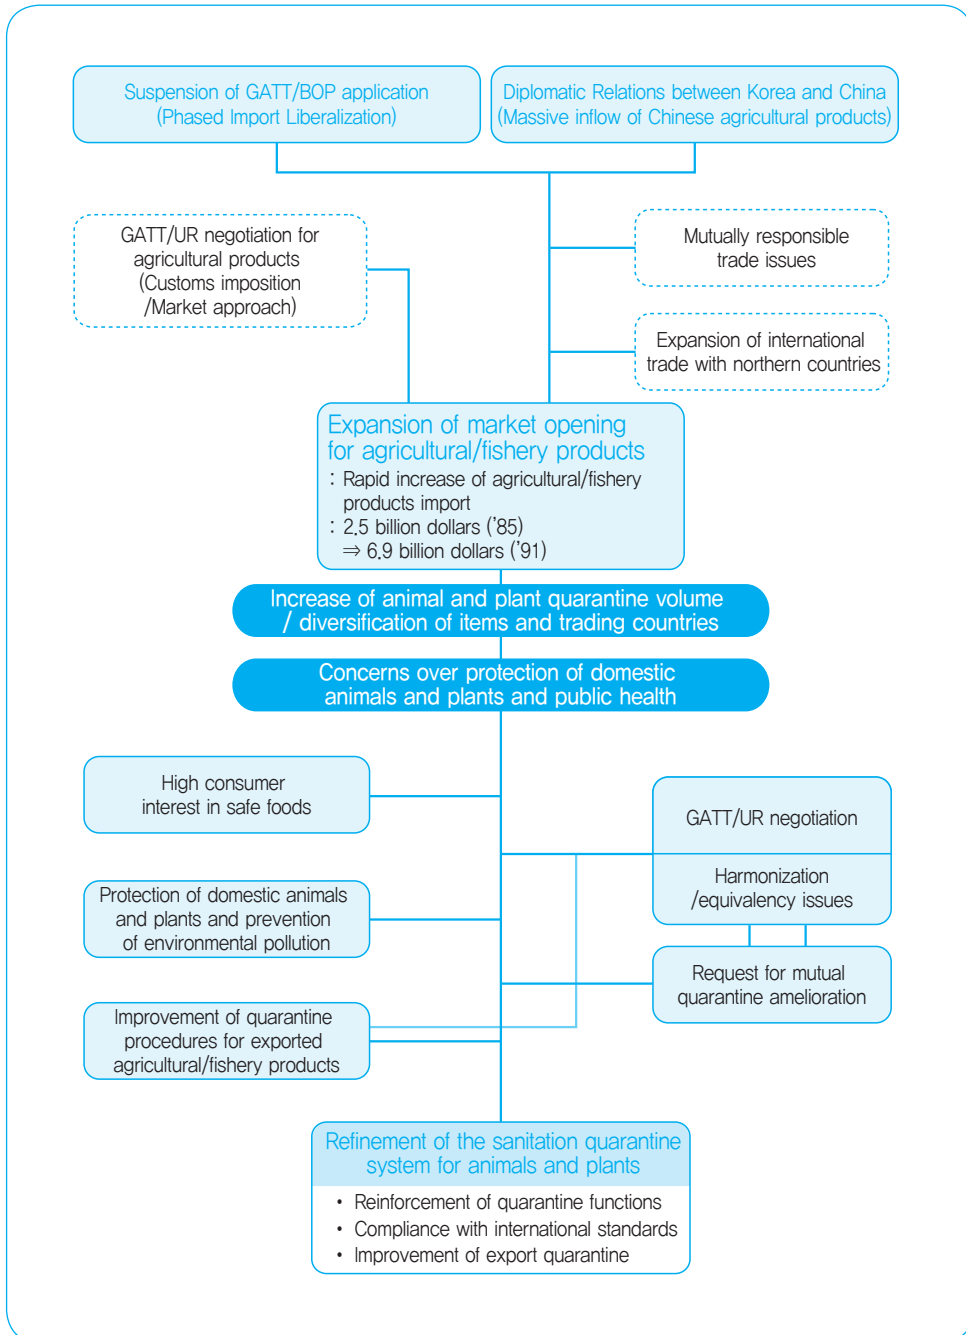 Suspension of GATT/BOP application
(Phased Import Liberalization)
Diplomatic Relations between Korea and China
(Massive inflow of Chinese agricultural products)
GATT/UR negotiation for
agricultural products
(Customs imposition
/Market approach)
Mutually responsible
trade issues
Expansion of international
trade with northern countries
Expansion of market opening
for agricultural/fishery products
: Rapid increase of agricultural/fishery
products import
: 2.5 billion dollars (’85)
⇒ 6.9 billion dollars (’91)
Increase of animal and plant quarantine volume
/ diversification of items and trading countries
Concerns over protection of domestic
animals and plants and public health
High consumer
interest in safe foods
GATT/UR negotiation
Harmonization
/equivalency issues
Protection of domestic animals
and plants and prevention
of environmental pollution
Request for mutual
quarantine amelioration
Improvement of quarantine
procedures for exported
agricultural/fishery products
Refinement of the sanitation quarantine
system for animals and plants
• Reinforcement of quarantine functions
• Compliance with international standards
• Improvement of export quarantine